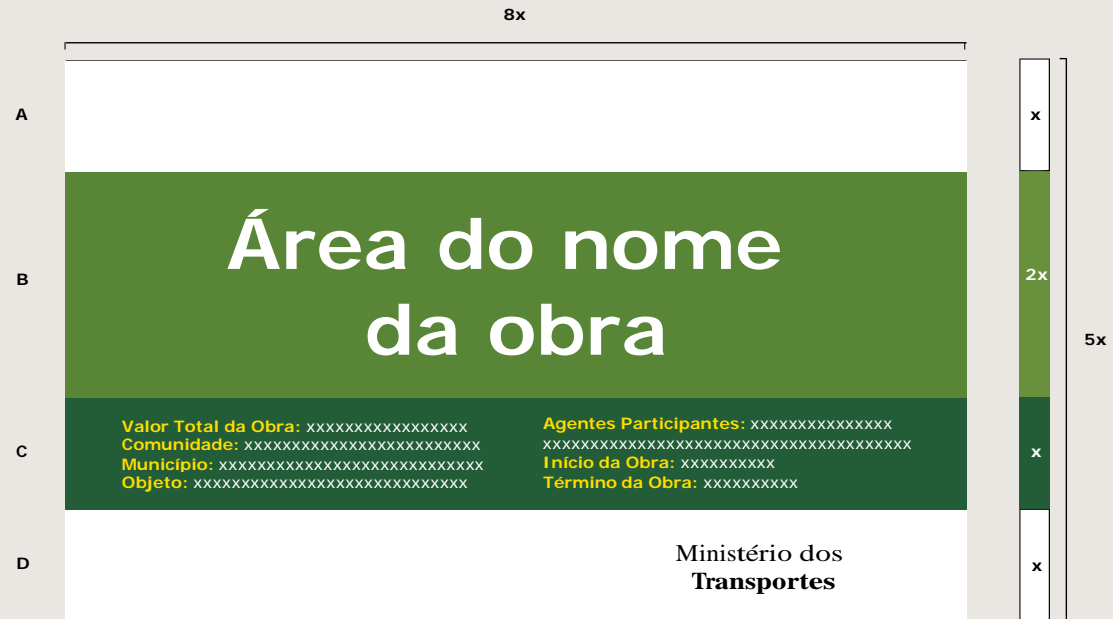 8x
A
x
Área do nome
da obra
B
2x
5x
Valor Total da Obra: xxxxxxxxxxxxxxxxx
Comunidade: xxxxxxxxxxxxxxxxxxxxxxxxx
Município: xxxxxxxxxxxxxxxxxxxxxxxxxxxx
Objeto: xxxxxxxxxxxxxxxxxxxxxxxxxxxxx
Agentes Participantes: xxxxxxxxxxxxxxx
xxxxxxxxxxxxxxxxxxxxxxxxxxxxxxxxxxxxxxx
Início da Obra: xxxxxxxxxx
Término da Obra: xxxxxxxxxx
C
x
D
Ministério dos
Transportes
x